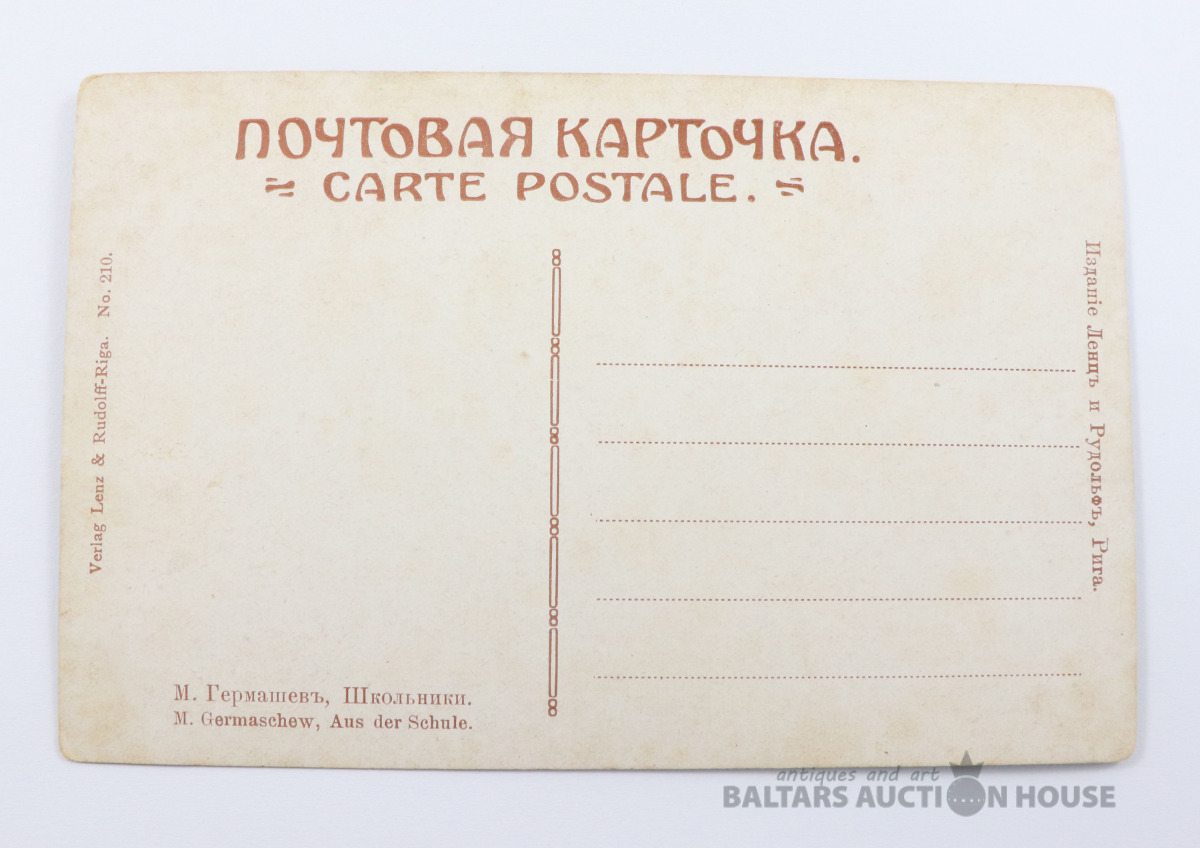 ПОЧТОВАЯ КАРТОЧКА.
CARTE POSTALE.
Verlag Lenz & Rudolff-Riga. No. 210.
Изданіе Ленцъ и Рудольфъ, Рига.
М. Гермашевъ, Школьники.
M. Germaschew, Aus der Schule.
antiques and art
BALTARS AUCTION HOUSE